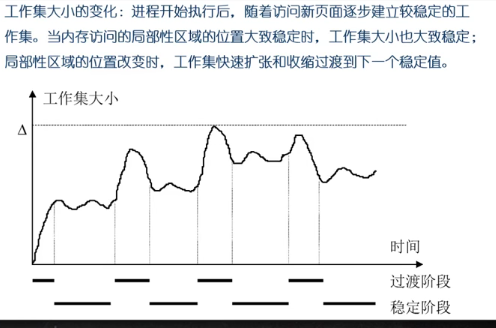 工作集大小的变化：进程开始执行后，随着访问新页面逐步建立较稳定的工
作集。当内存访问的局部性区域的位置大致稳定时，工作集大小也大致稳定；
局部性区域的位置改变时，工作集快速扩张和收缩过渡到下一个稳定值。
工作集大小
Δ
时间
过渡阶段
稳定阶段